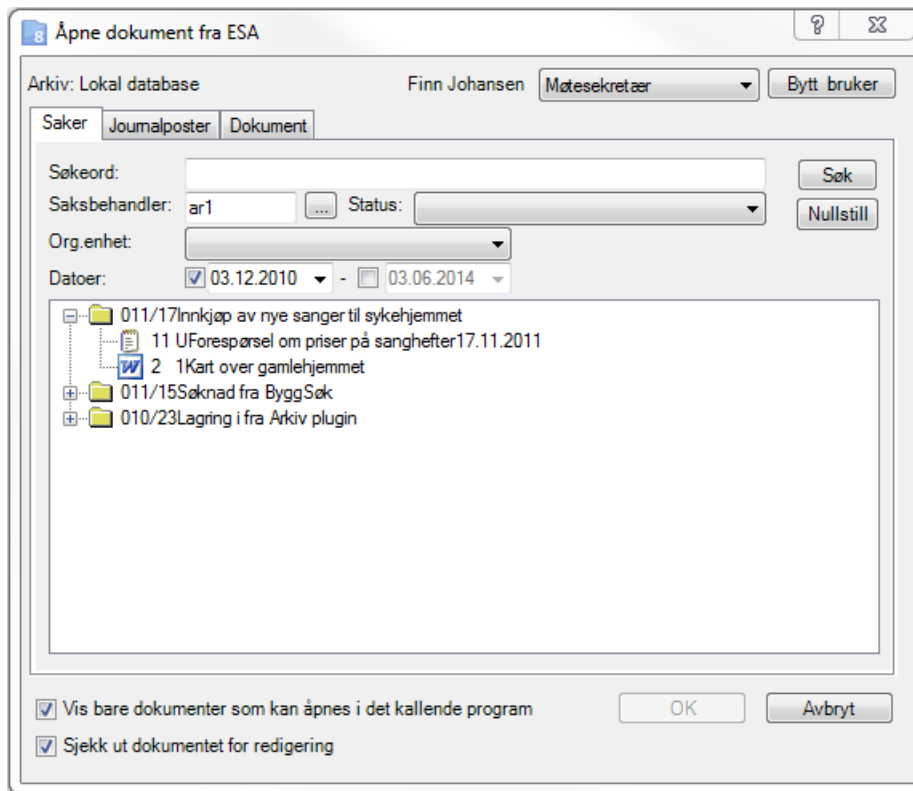 8 Åpne dokument fra ESA
Arkiv: Lokal database Finn Johansen Møtesekretær Bytt bruker
Saker Journalposter Dokument
Søkeord: Søk
Saksbehandler: ar1 ... Status: Nullstill
Org.enhet:
Datoer: 03.12.2010 - 03.06.2014
011/17Innkjøp av nye sanger til sykehjemmet
11 UForespørsel om priser på sanghefter17.11.2011
W 2 1Kart over gamlehjemmet
011/15Søknad fra ByggSøk
010/23Lagring i fra Arkiv plugin
Vis bare dokumenter som kan åpnes i det kallende program OK Avbryt
Sjekk ut dokumentet for redigering